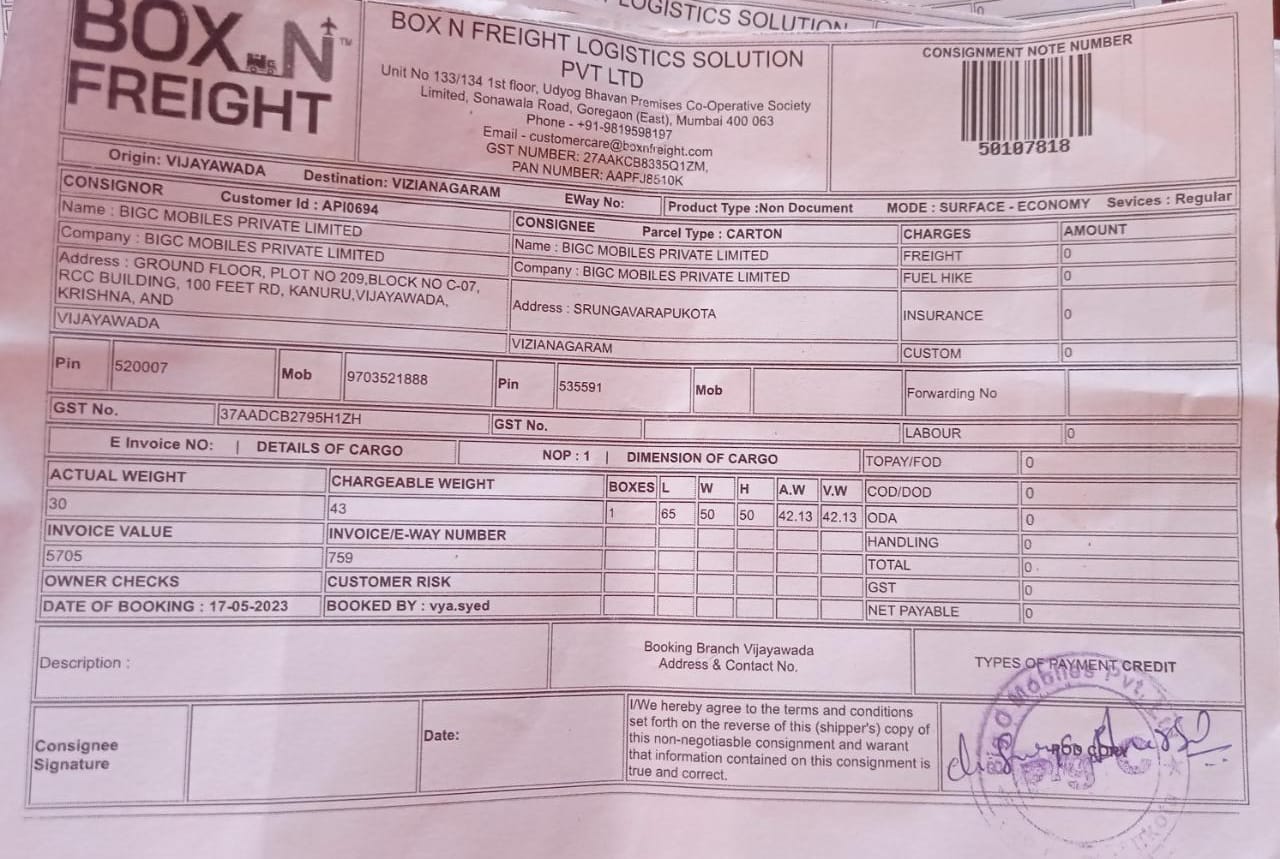 LOGISTICS SOLUTION
BOX N™
FREIGHT
BOX N FREIGHT LOGISTICS SOLUTION
PVT LTD
Unit No 133/134 1st floor, Udyog Bhavan Premises Co-Operative Society
Limited, Sonawala Road, Goregaon (East), Mumbai 400 063
Phone - +91-9819598197
Email - customercare@boxnfreight.com
GST NUMBER: 27AAKCB8335Q1ZM,
PAN NUMBER: AAPFJ8510K
CONSIGNMENT NOTE NUMBER
50107818
Origin: VIJAYAWADA Destination: VIZIANAGARAM EWay No: Product Type :Non Document MODE : SURFACE - ECONOMY Sevices : Regular
CONSIGNOR Customer Id : API0694
Name : BIGC MOBILES PRIVATE LIMITED
Company : BIGC MOBILES PRIVATE LIMITED
Address : GROUND FLOOR, PLOT NO 209,BLOCK NO C-07,
RCC BUILDING, 100 FEET RD, KANURU,VIJAYAWADA,
KRISHNA, AND
VIJAYAWADA
CONSIGNEE Parcel Type : CARTON
Name : BIGC MOBILES PRIVATE LIMITED
Company : BIGC MOBILES PRIVATE LIMITED
Address : SRUNGAVARAPUKOTA
VIZIANAGARAM
CHARGES AMOUNT
FREIGHT 0
FUEL HIKE 0
INSURANCE 0
CUSTOM 0
Pin 520007 Mob 9703521888 Pin 535591 Mob Forwarding No
GST No. 37AADCB2795H1ZH GST No. LABOUR 0
E Invoice NO: | DETAILS OF CARGO NOP : 1 | DIMENSION OF CARGO TOPAY/FOD 0
ACTUAL WEIGHT CHARGEABLE WEIGHT BOXES L W H A.W V.W COD/DOD 0
30 43 1 65 50 50 42.13 42.13 ODA 0
INVOICE VALUE INVOICE/E-WAY NUMBER HANDLING 0
5705 759 TOTAL 0
OWNER CHECKS CUSTOMER RISK GST 0
DATE OF BOOKING : 17-05-2023 BOOKED BY : vya.syed NET PAYABLE 0
Description :
Booking Branch Vijayawada
Address & Contact No.
TYPES OF PAYMENT CREDIT
Consignee
Signature
Date:
I/We hereby agree to the terms and conditions
set forth on the reverse of this (shipper's) copy of
this non-negotiasble consignment and warant
that information contained on this consignment is
true and correct.
Mobiles Pvt.
Big C